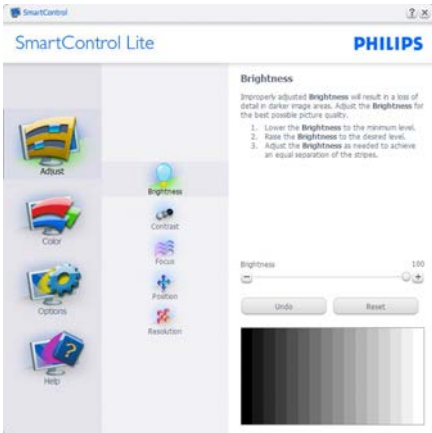 SmartControl
SmartControl Lite
PHILIPS
Adjust
Color
Options
Help
Brightness
Contrast
Focus
Position
Resolution
Brightness
Improperly adjusted Brightness will result in a loss of
detail in darker image areas. Adjust the Brightness for
the best possible picture quality.
1. Lower the Brightness to the minimum level.
2. Raise the Brightness to the desired level.
3. Adjust the Brightness as needed to achieve
an equal separation of the stripes.
Brightness 100
Undo Reset